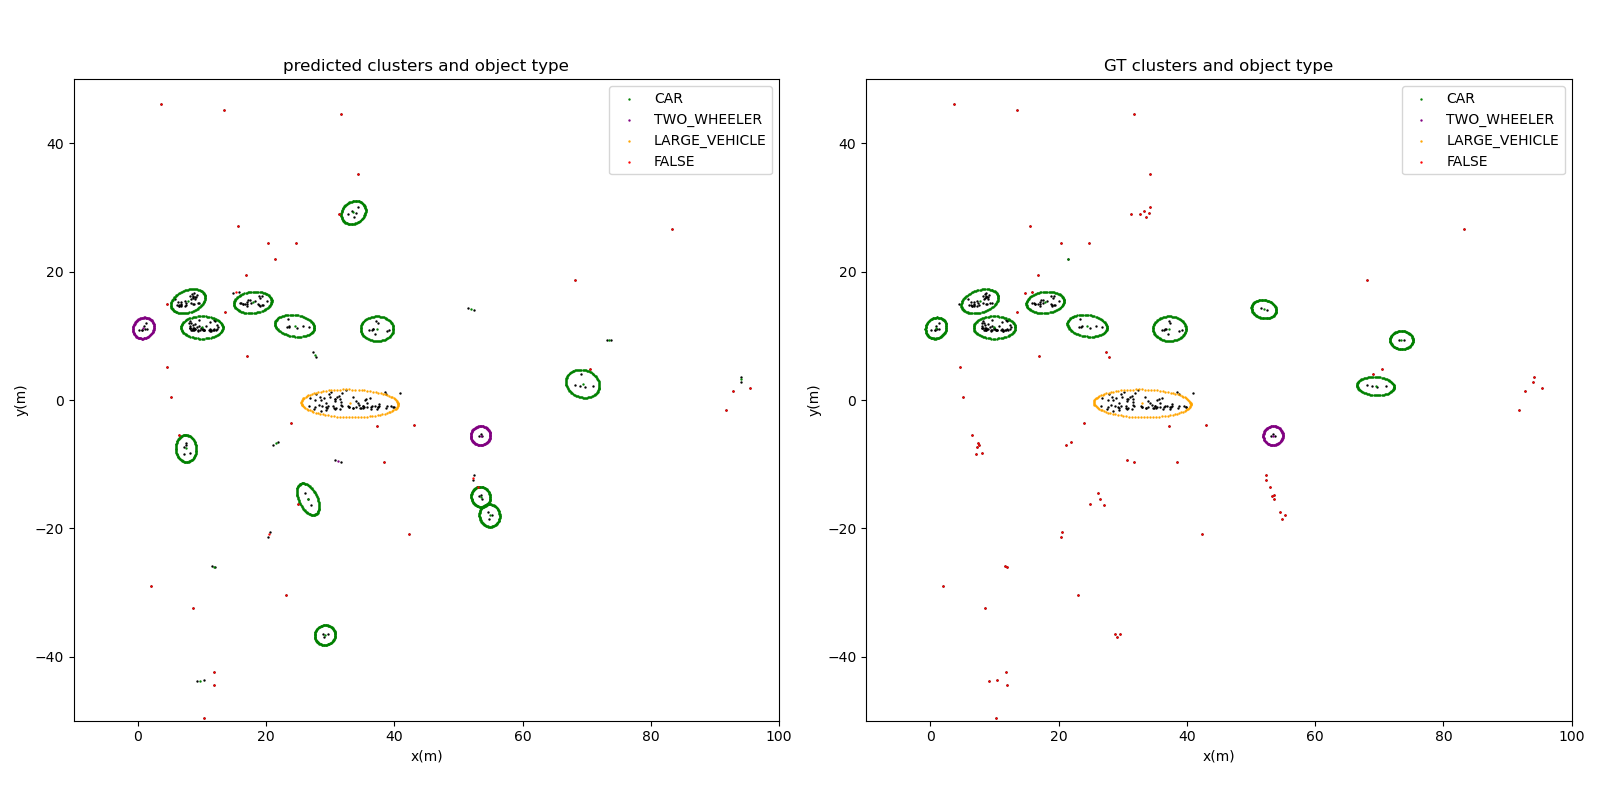 predicted clusters and object type
CAR
TWO_WHEELER
LARGE_VEHICLE
FALSE
40
20
0
−20
−40
y(m)
0
20
40
60
80
100
x(m)
GT clusters and object type
CAR
TWO_WHEELER
LARGE_VEHICLE
FALSE
40
20
0
−20
−40
y(m)
0
20
40
60
80
100
x(m)